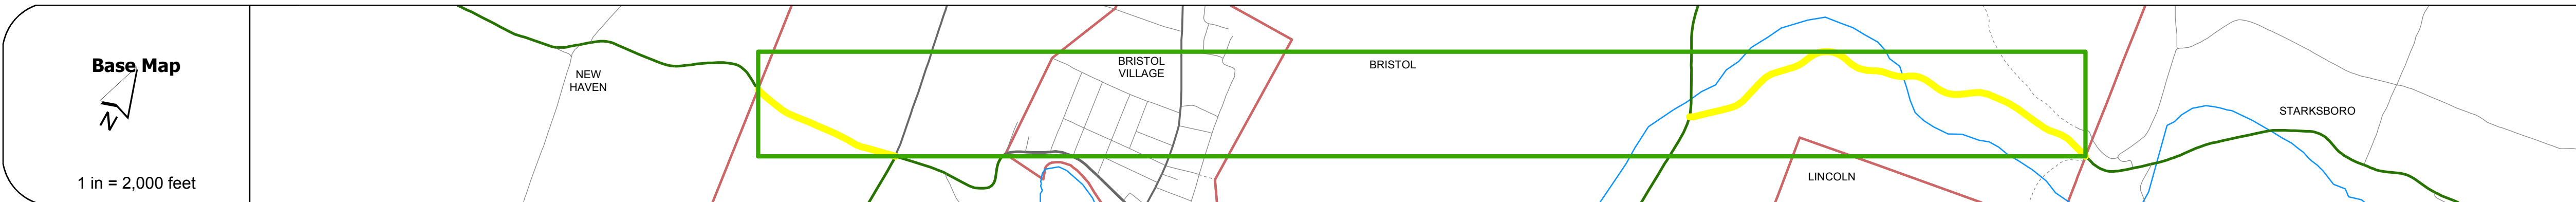 Base Map
N
1 in = 2,000 feet
NEW
HAVEN
BRISTOL
VILLAGE
BRISTOL
LINCOLN
STARKSBORO